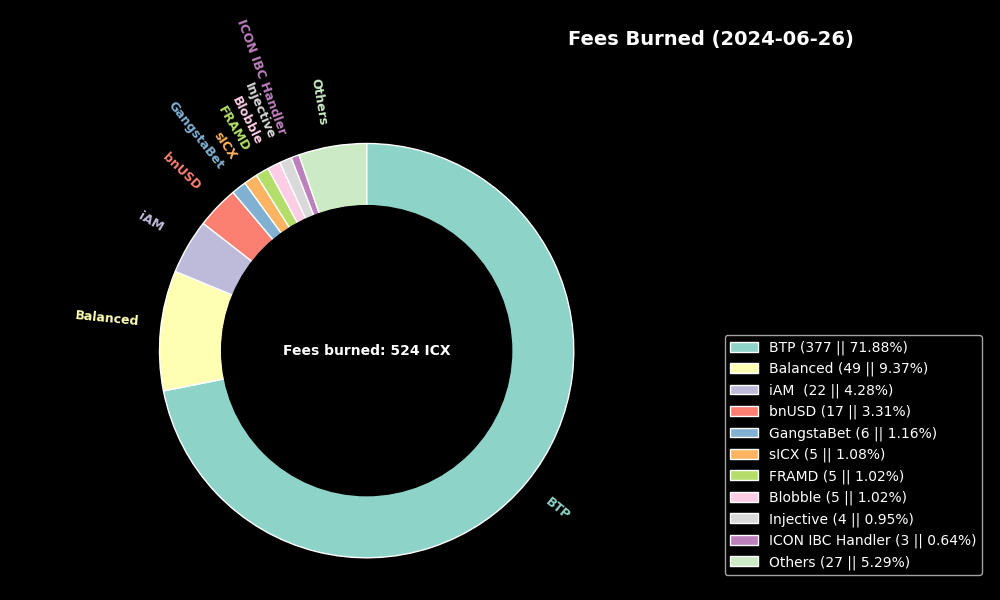 Fees Burned (2024-06-26)
ICON IBC Handler
Others
Injective
Blobble
FRAMD
sICX
GangstaBet
bnUSD
iAM
Balanced
BTP
Fees burned: 524 ICX
BTP (377 || 71.88%)
Balanced (49 || 9.37%)
iAM  (22 || 4.28%)
bnUSD (17 || 3.31%)
GangstaBet (6 || 1.16%)
sICX (5 || 1.08%)
FRAMD (5 || 1.02%)
Blobble (5 || 1.02%)
Injective (4 || 0.95%)
ICON IBC Handler (3 || 0.64%)
Others (27 || 5.29%)